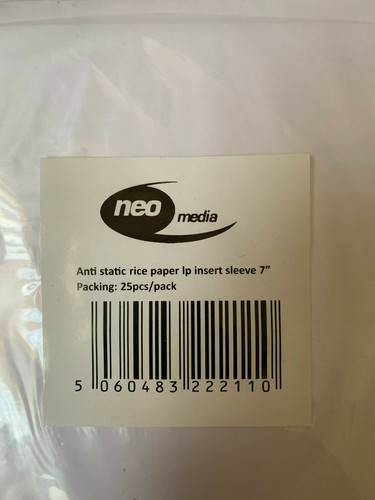 neo media
Anti static rice paper lp insert sleeve 7"
Packing: 25pcs/pack
5 060483 222110